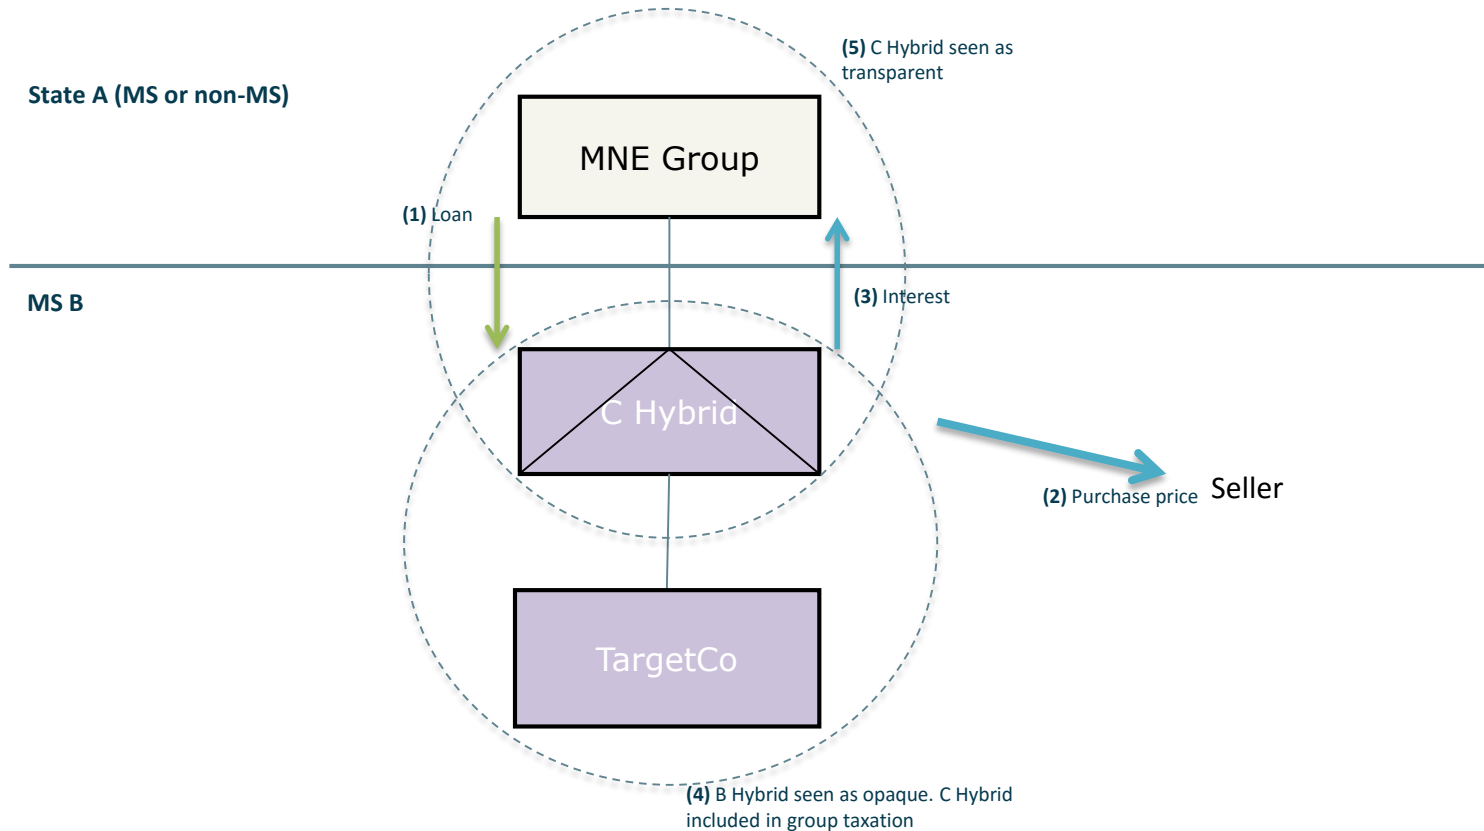 (5) C Hybrid seen as
transparent
State A (MS or non-MS)
MNE Group
(1) Loan
(3) Interest
MS B
C Hybrid
(2) Purchase price
Seller
TargetCo
(4) B Hybrid seen as opaque. C Hybrid
included in group taxation